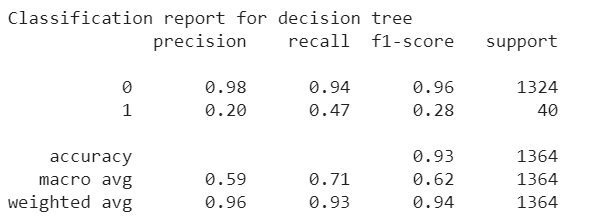 Classification report for decision tree
precision recall f1-score support
0 0.98 0.94 0.96 1324
1 0.20 0.47 0.28 40
accuracy 0.93 1364
macro avg 0.59 0.71 0.62 1364
weighted avg 0.96 0.93 0.94 1364